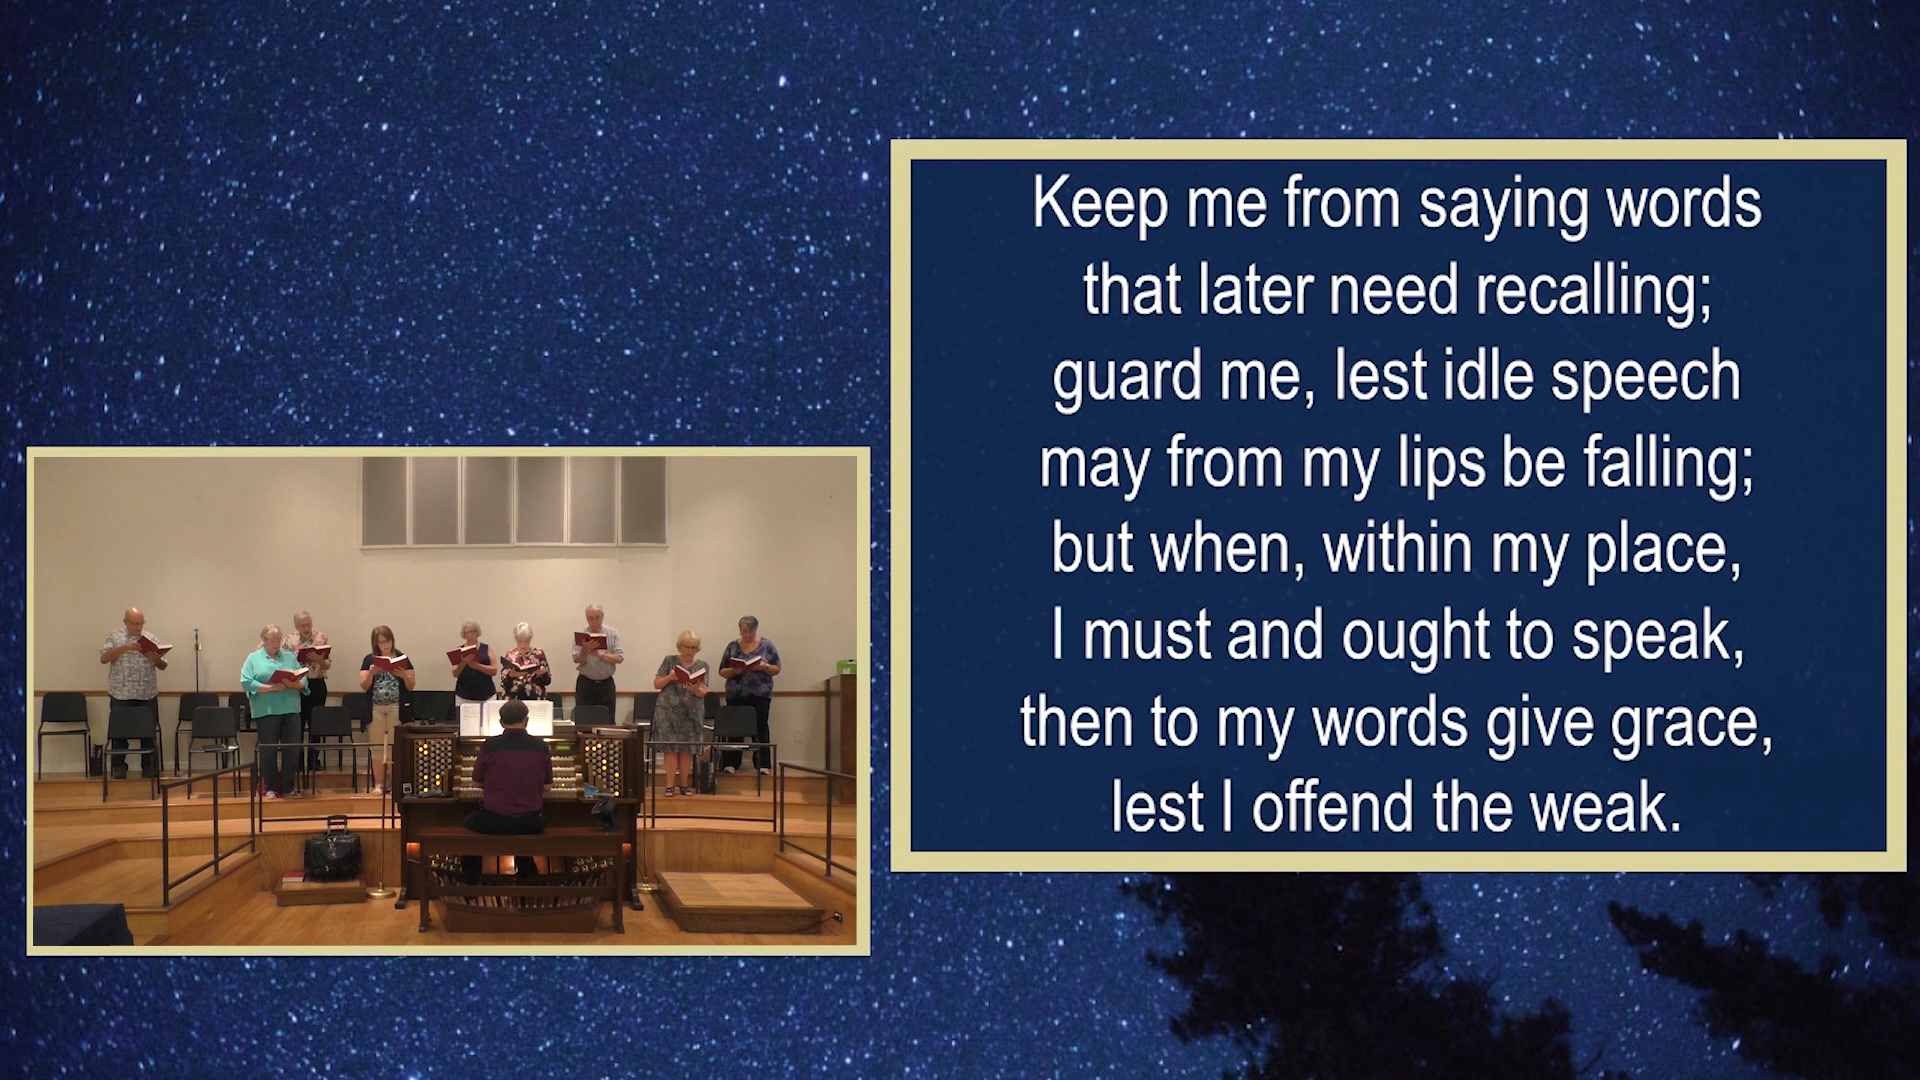 Keep me from saying words
that later need recalling;
guard me, lest idle speech
may from my lips be falling;
but when, within my place,
I must and ought to speak,
then to my words give grace,
lest I offend the weak.